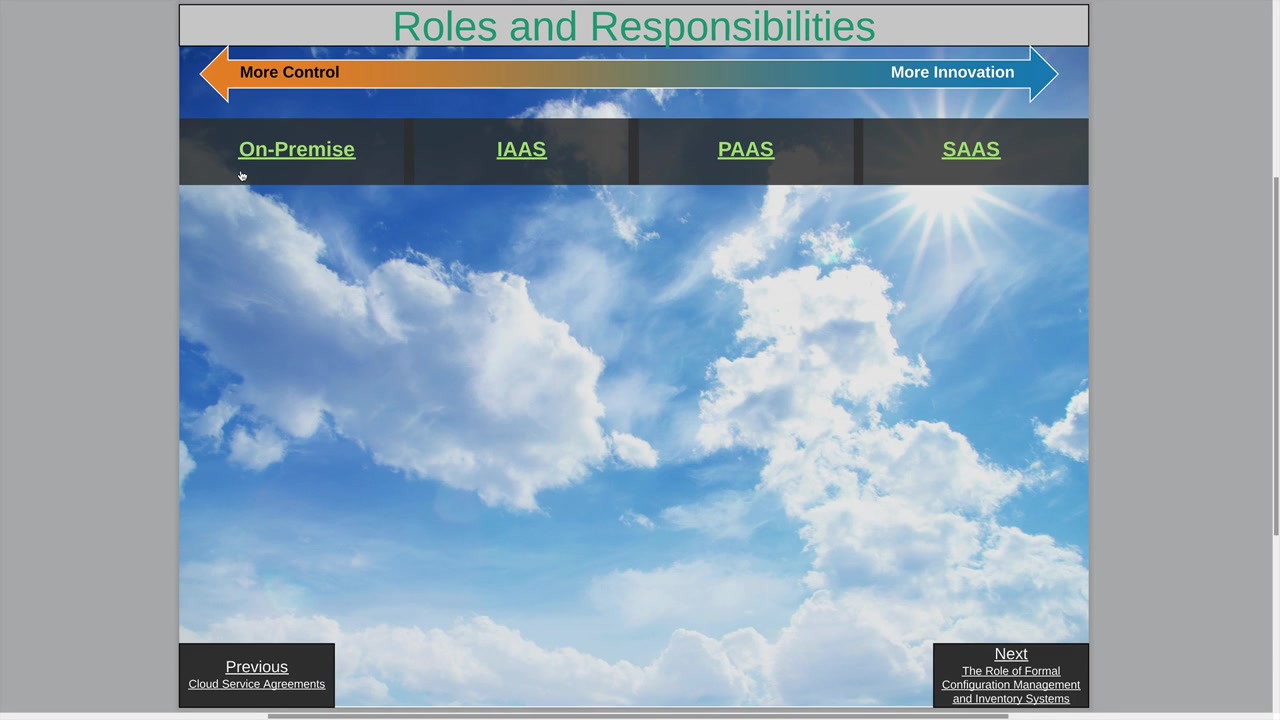 Roles and Responsibilities
More Control
More Innovation
On-Premise
IAAS
PAAS
SAAS
Previous
Cloud Service Agreements
Next
The Role of Formal
Configuration Management
and Inventory Systems